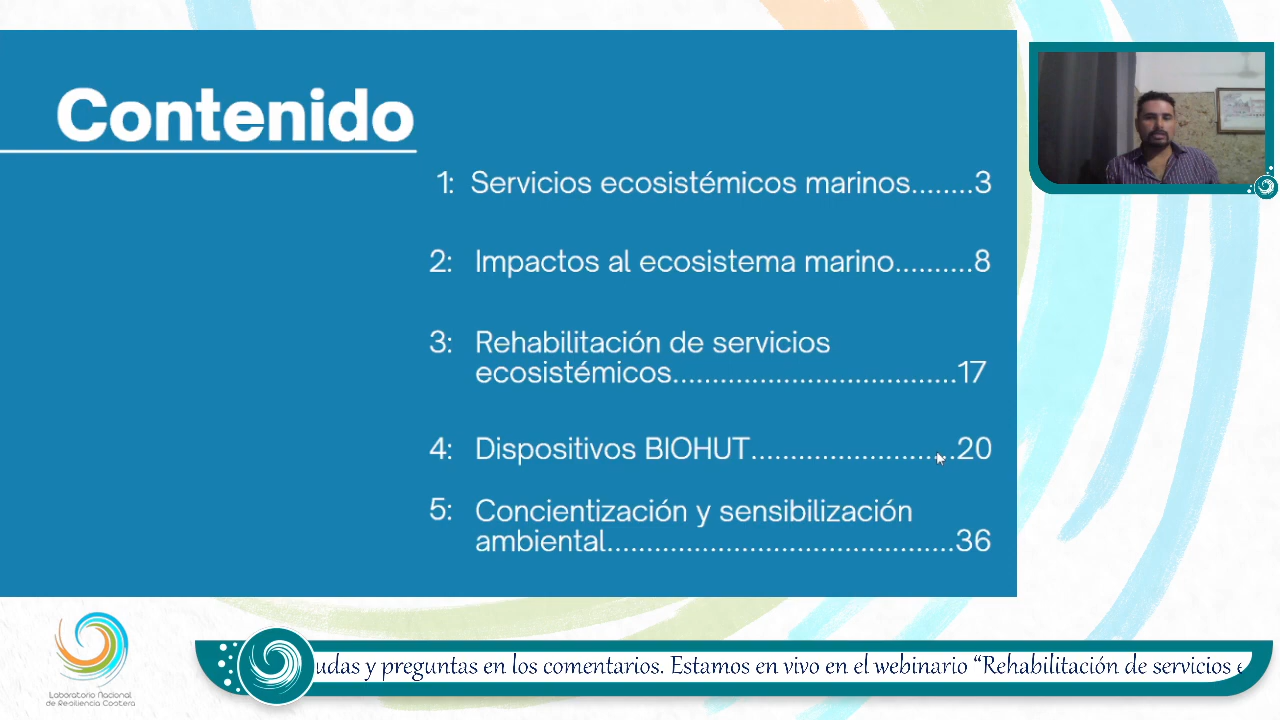 Contenido
1: Servicios ecosistémicos marinos........3
2: Impactos al ecosistema marino..........8
3: Rehabilitación de servicios
ecosistémicos....................................17
4: Dispositivos BIOHUT..........................20
5: Concientización y sensibilización
ambiental............................................36
udas y preguntas en los comentarios. Estamos en vivo en el webinario “Rehabilitación de servicios e
Laboratorio Nacional
de Resiliencia Costera